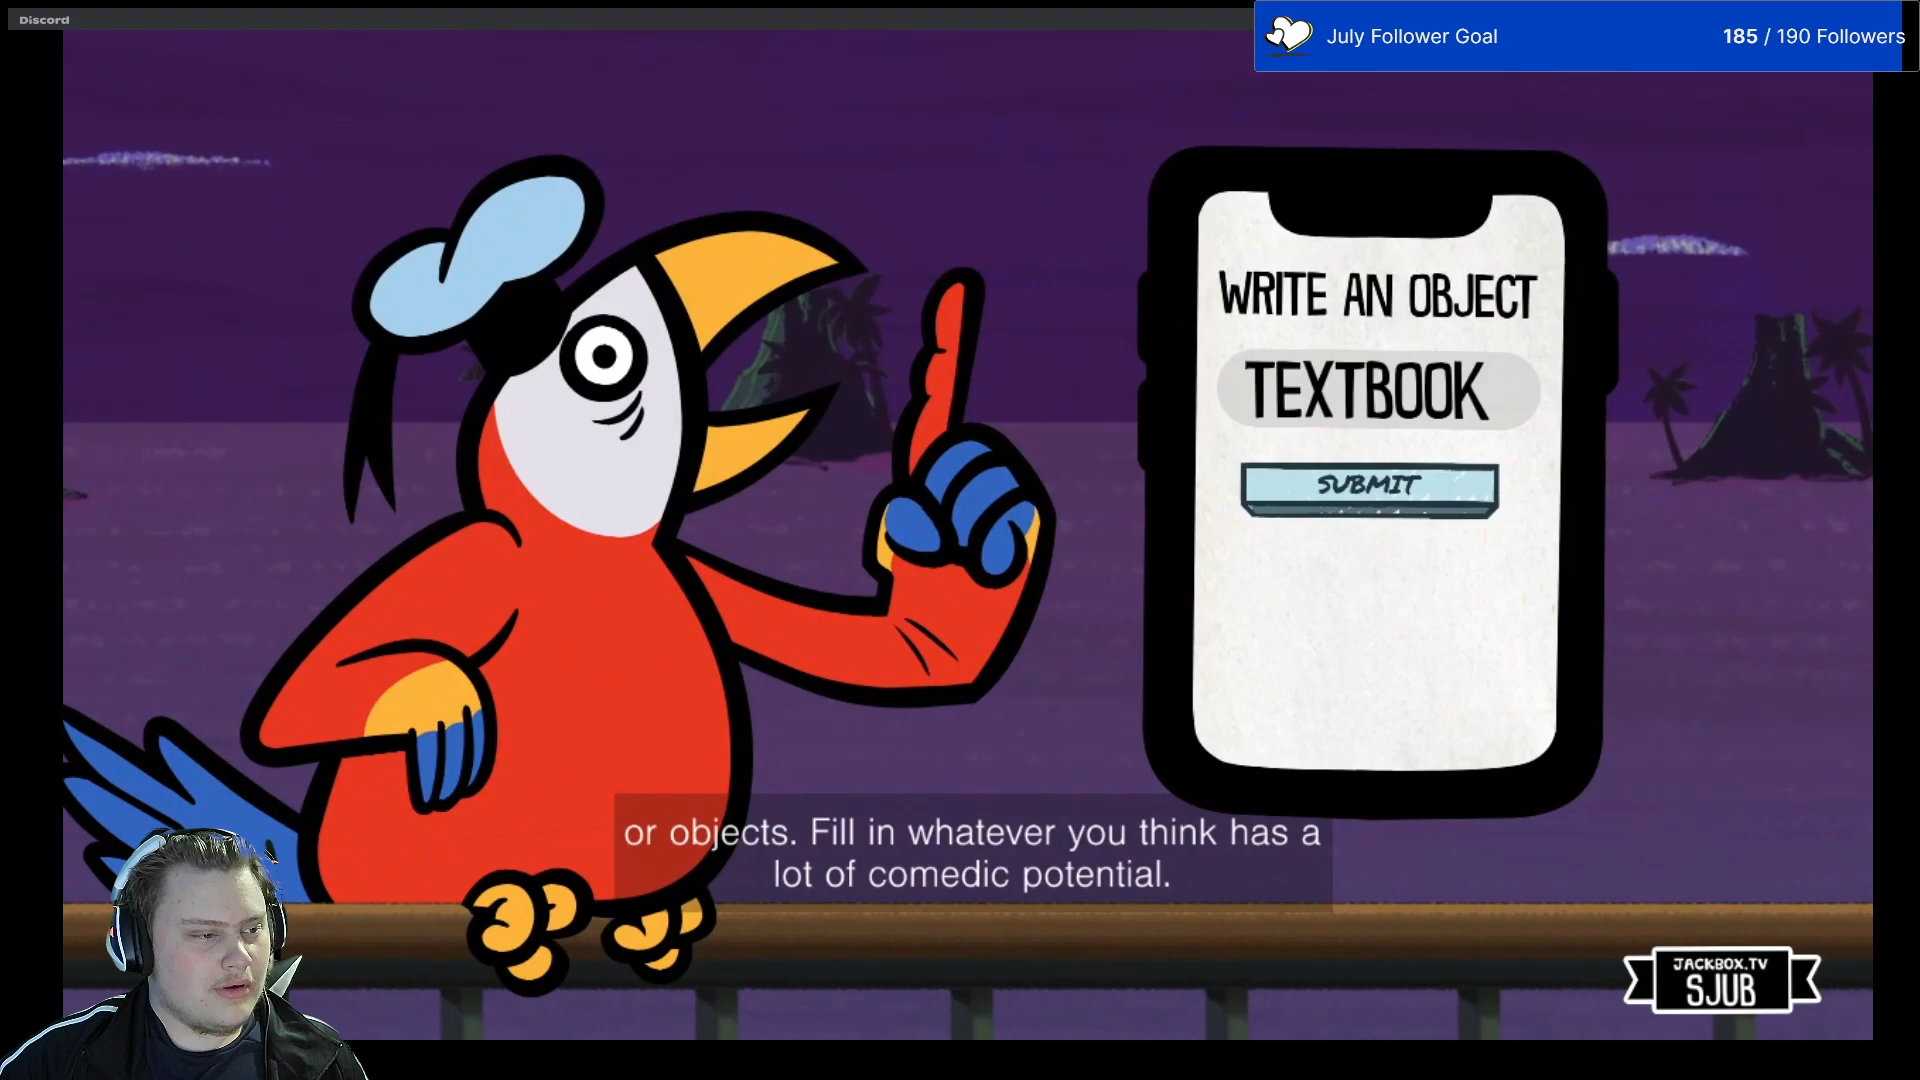 Discord
July Follower Goal 185 / 190 Followers
WRITE AN OBJECT
TEXTBOOK
SUBMIT
or objects. Fill in whatever you think has a
lot of comedic potential.
JACKBOX.TV
SJUB